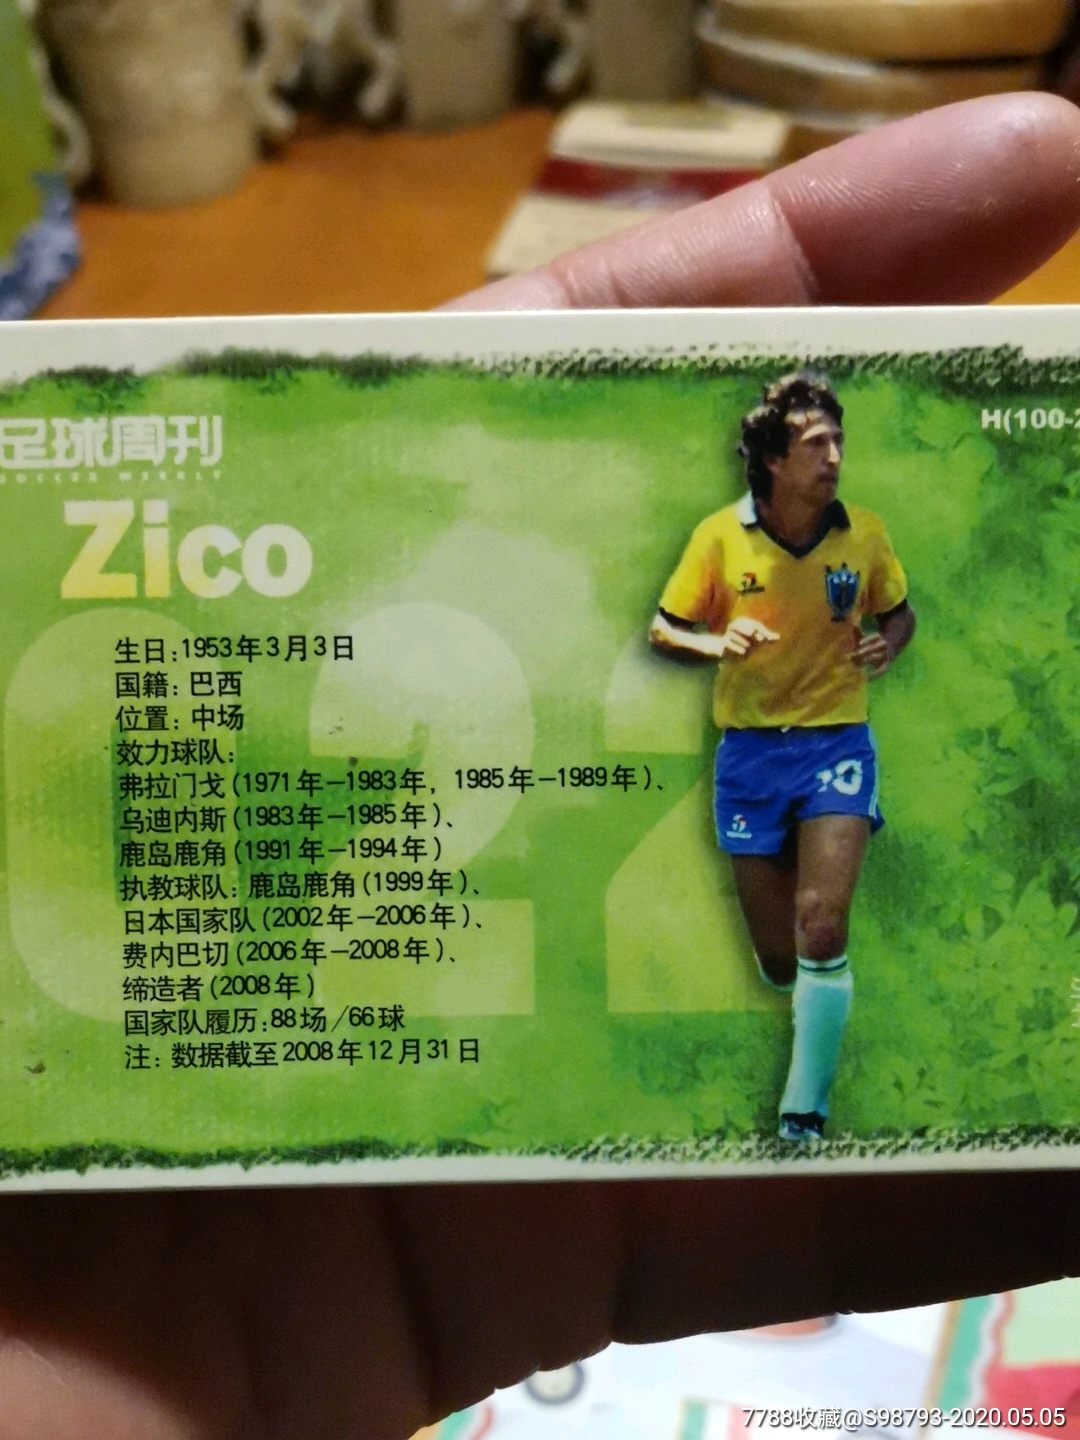 足球周刊
SOCCER WEEKLY
H(100-2
Zico
生日:1953年3月3日
国籍: 巴西
位置: 中场
效力球队:
弗拉门戈(1971年—1983年, 1985年—1989年)、
乌迪内斯(1983年—1985年)、
鹿岛鹿角(1991年—1994年)
执教球队: 鹿岛鹿角(1999年)、
日本国家队(2002年—2006年)、
费内巴切(2006年—2008年)、
缔造者(2008年)
国家队履历:88场/66球
注: 数据截至2008年12月31日
10
7788收藏@S98793-2020.05.05